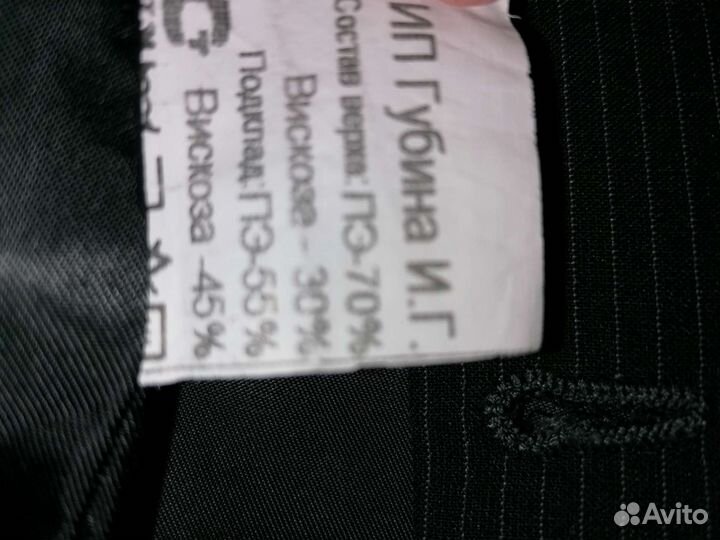 ИП Губина И.Г.
Состав верха: ПЭ-70%
Вискоза - 30%
Подклад: ПЭ-55%
Вискоза -45%
Avito